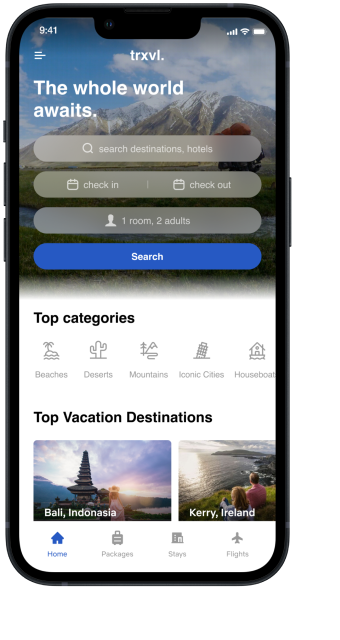 9:41
trxvl.
The whole world
awaits.
search destinations, hotels
check in | check out
1 room, 2 adults
Search
Top categories
Beaches Deserts Mountains Iconic Cities Houseboat
Top Vacation Destinations
Bali, Indonasia Kerry, Ireland
Home Packages Stays Flights